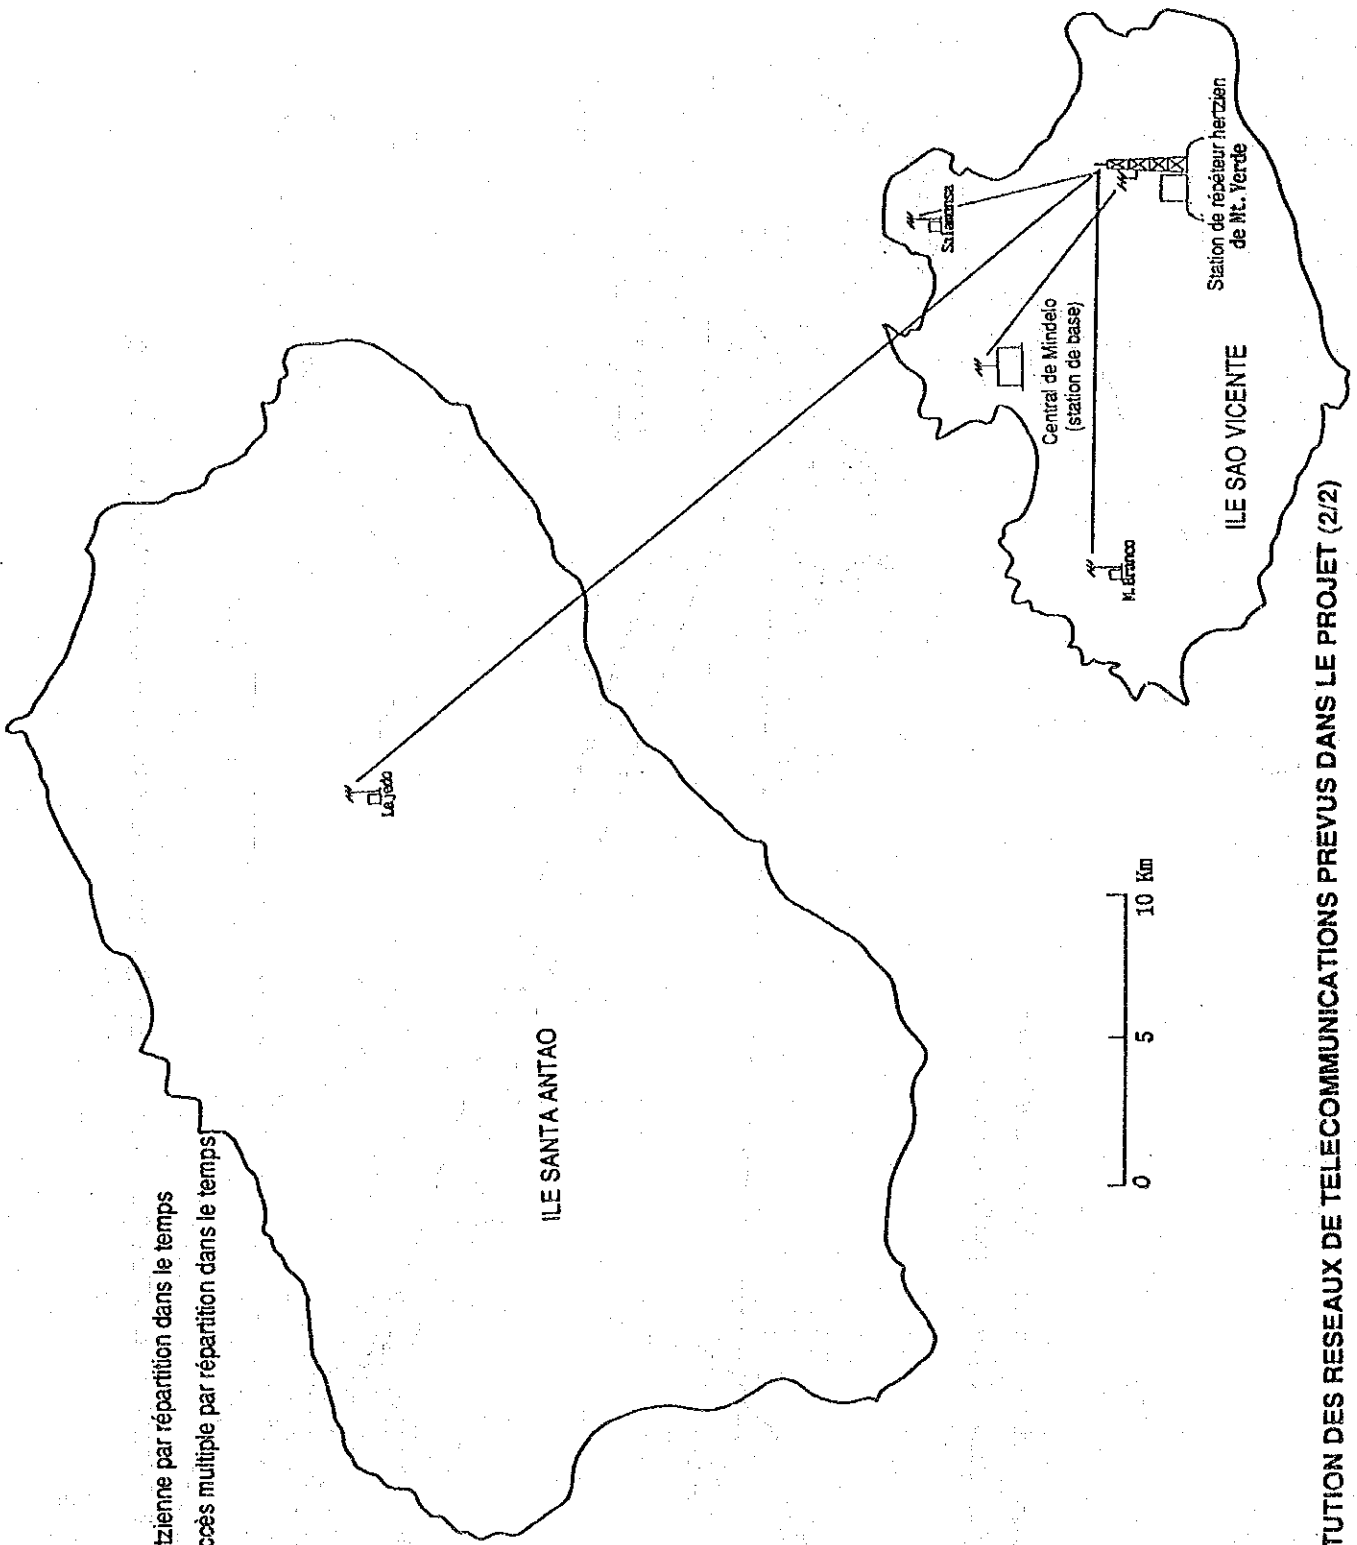 tzienne par répartition dans le temps
ccès multiple par répartition dans le temps)
ILE SANTA ANTAO
Lajedo
Salamansa
Central de Mindelo
(station de base)
M. Branco
Station de répéteur hertzien
de Mt. Verde
ILE SAO VICENTE
0 5 10 Km
TUTION DES RESEAUX DE TELECOMMUNICATIONS PREVUS DANS LE PROJET (2/2)